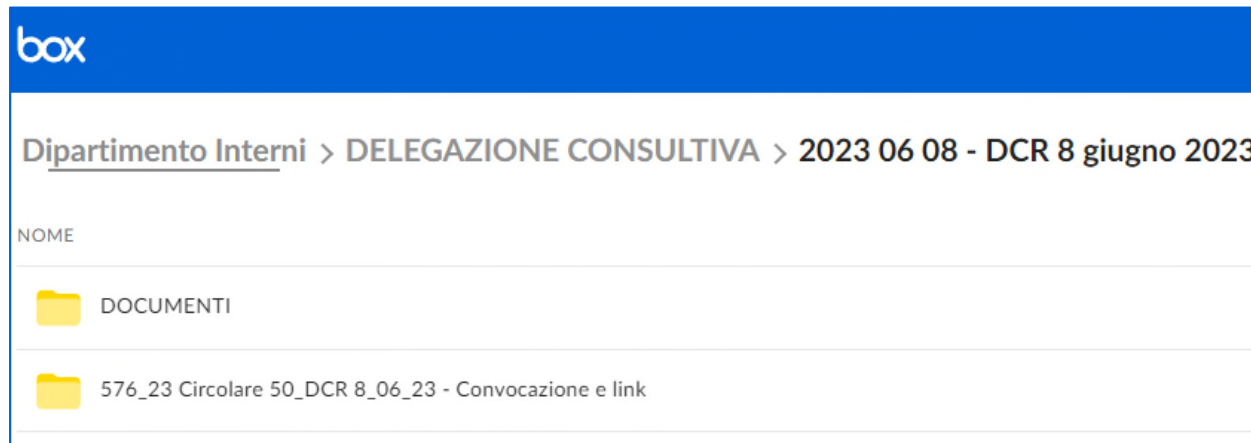 box
Dipartimento Interni > DELEGAZIONE CONSULTIVA > 2023 06 08 - DCR 8 giugno 2023
NOME
DOCUMENTI
576_23 Circolare 50_DCR 8_06_23 - Convocazione e link